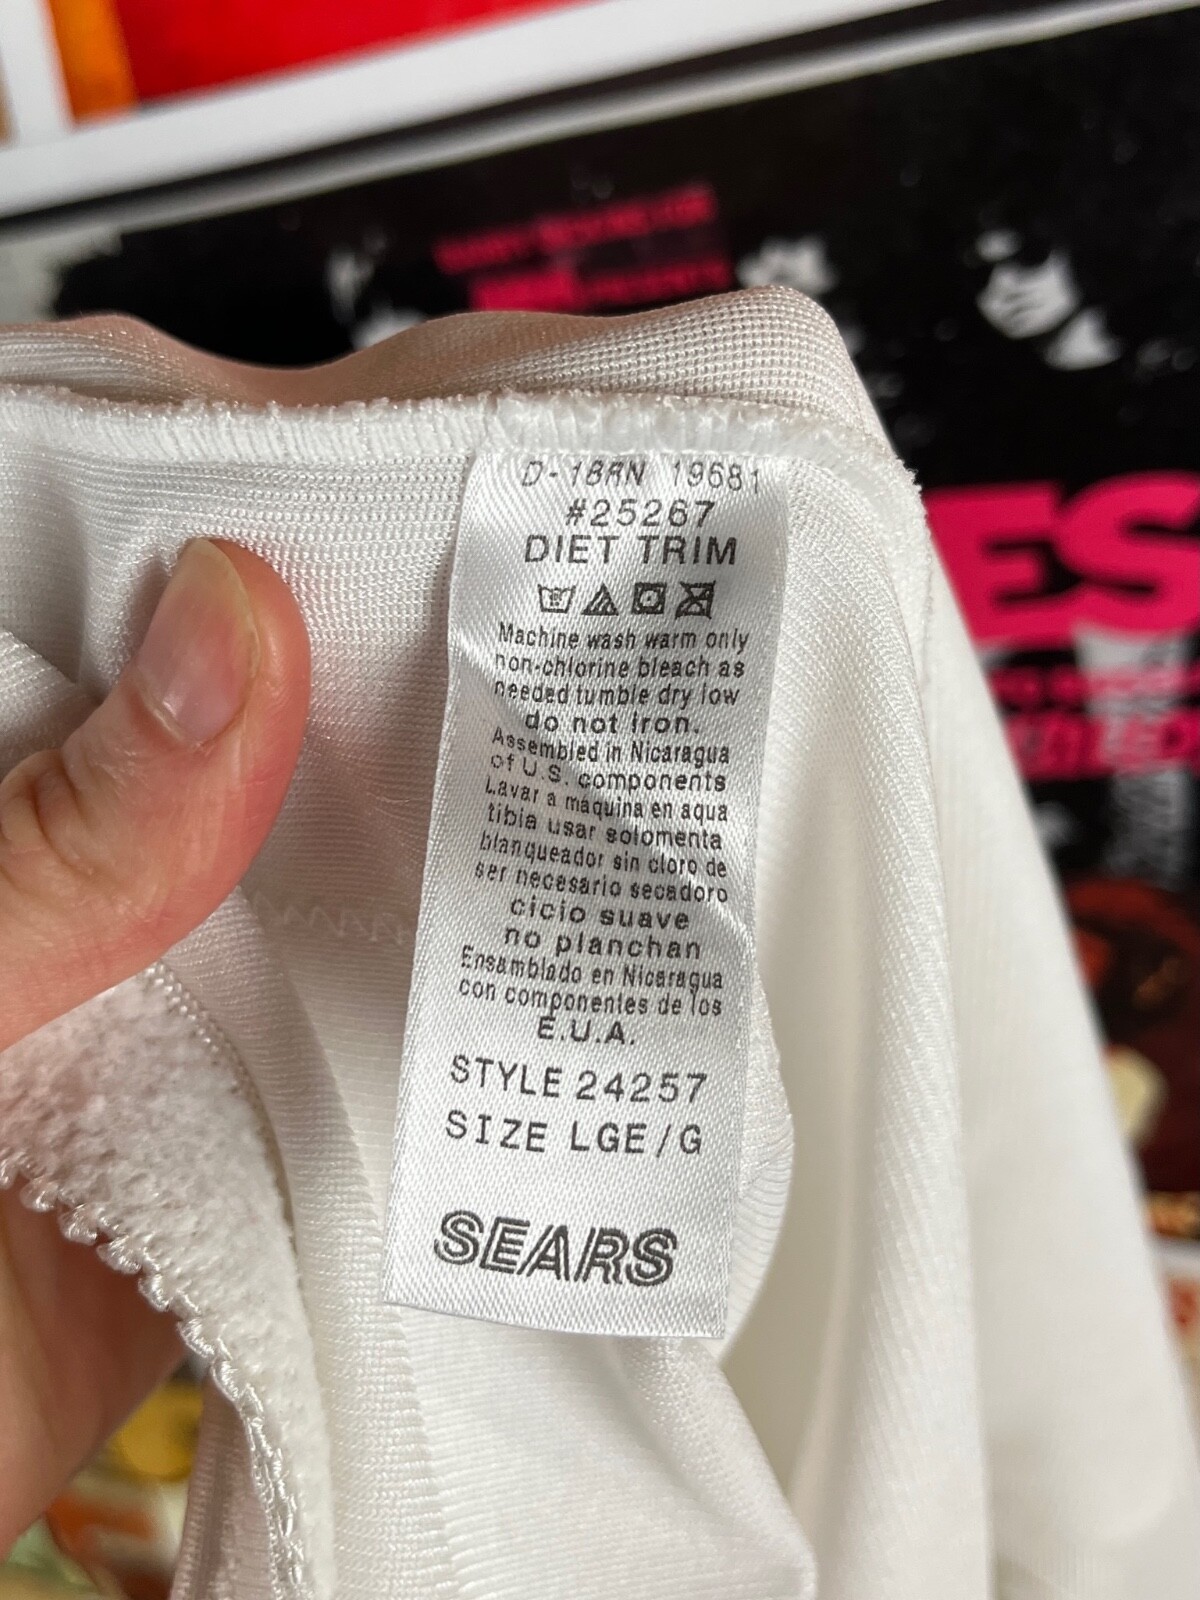 D-188N 19681
#25267
DIET TRIM
Machine wash warm only
non-chlorine bleach as
needed tumble dry low
do not iron.
Assembled in Nicaragua
of U.S. components
Lavar a maquina en aqua
tibia usar solomenta
blanqueador sin cloro de
ser necesario secadoro
cicio suave
no planchan
Ensamblado en Nicaragua
con componentes de los
E.U.A.
STYLE 24257
SIZE LGE/G
SEARS
ES